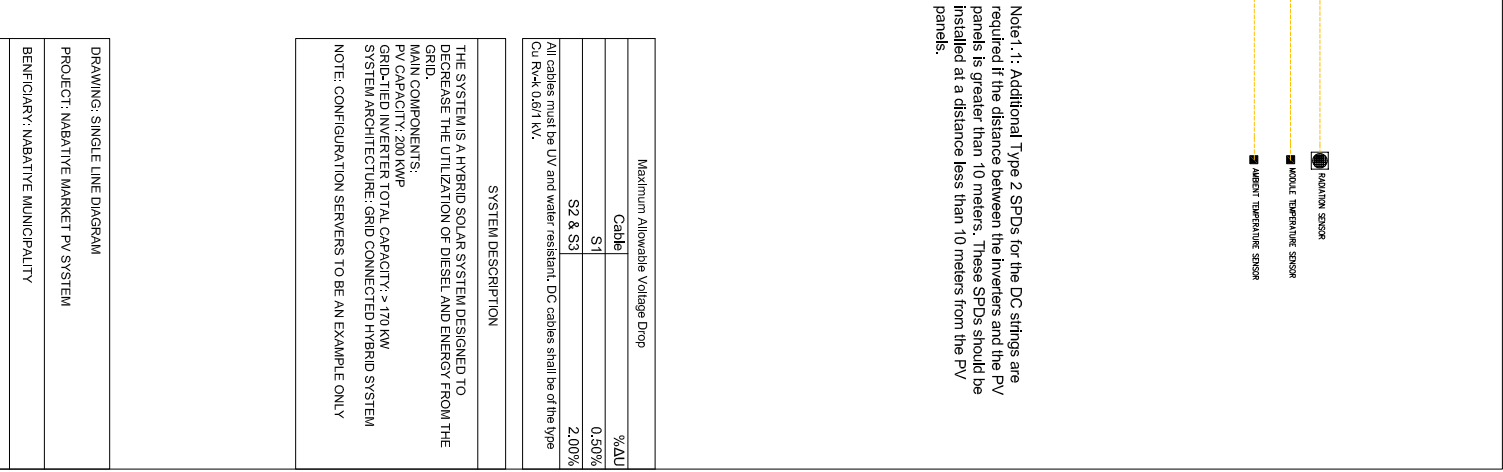 RADIATION SENSOR
MODULE TEMPERATURE SENSOR
AMBIENT TEMPERATURE SENSOR
Note1.1: Additional Type 2 SPDs for the DC strings are
required if the distance between the inverters and the PV
panels is greater than 10 meters. These SPDs should be
installed at a distance less than 10 meters from the PV
panels.
Maximum Allowable Voltage Drop
Cable %ΔU
S1 0.50%
S2 & S3 2.00%
All cables must be UV and water resistant. DC cables shall be of the type
Cu Rv-k 0.6/1 kV.
SYSTEM DESCRIPTION
THE SYSTEM IS A HYBRID SOLAR SYSTEM DESIGNED TO
DECREASE THE UTILIZATION OF DIESEL AND ENERGY FROM THE
GRID.
MAIN COMPONENTS:
PV CAPACITY: 200 KWP
GRID-TIED INVERTER TOTAL CAPACITY: > 170 KW
SYSTEM ARCHITECTURE: GRID CONNECTED HYBRID SYSTEM
NOTE: CONFIGURATION SERVERS TO BE AN EXAMPLE ONLY
DRAWING: SINGLE LINE DIAGRAM
PROJECT: NABATIYE MARKET PV SYSTEM
BENFICIARY: NABATIYE MUNICIPALITY